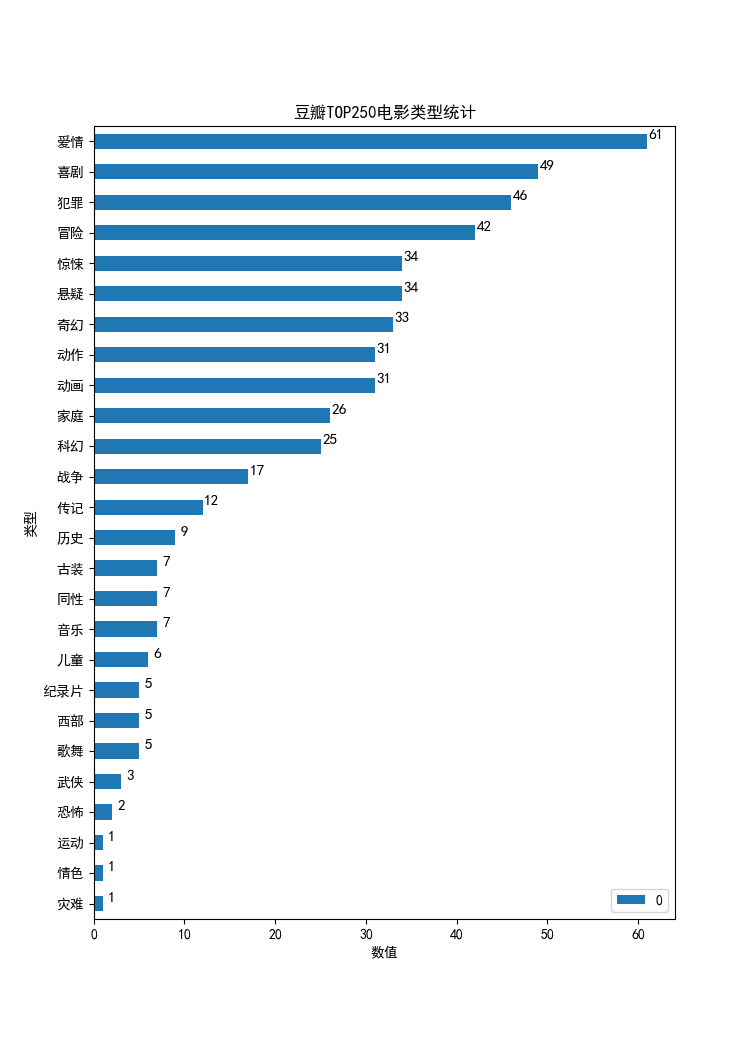 豆瓣TOP250电影类型统计
爱情 61
喜剧 49
犯罪 46
冒险 42
惊悚 34
悬疑 34
奇幻 33
动作 31
动画 31
家庭 26
科幻 25
战争 17
传记 12
历史 9
古装 7
同性 7
音乐 7
儿童 6
纪录片 5
西部 5
歌舞 5
武侠 3
恐怖 2
运动 1
情色 1
灾难 1
类型
0
0 10 20 30 40 50 60
数值